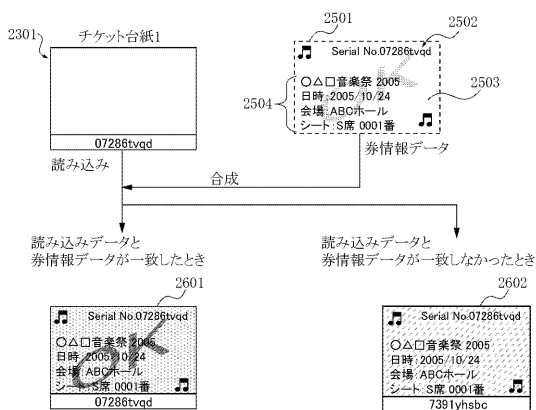 2301
チケット台紙1
2501
2502
Serial No.07286tvqd
○△□音楽祭 2005
日時:2005/10/24
会場:ABCホール
シート:S席 0001番
OK
2503
2504
07286tvqd
読み込み
券情報データ
合成
読み込みデータと
券情報データが一致したとき
読み込みデータと
券情報データが一致しなかったとき
2601
Serial No.07286tvqd
○△□音楽祭 2005
日時:2005/10/24
会場:ABCホール
シート:S席 0001番
OK
07286tvqd
2602
Serial No.07286tvqd
○△□音楽祭 2005
日時:2005/10/24
会場:ABCホール
シート:S席 0001番
7391yhsbc